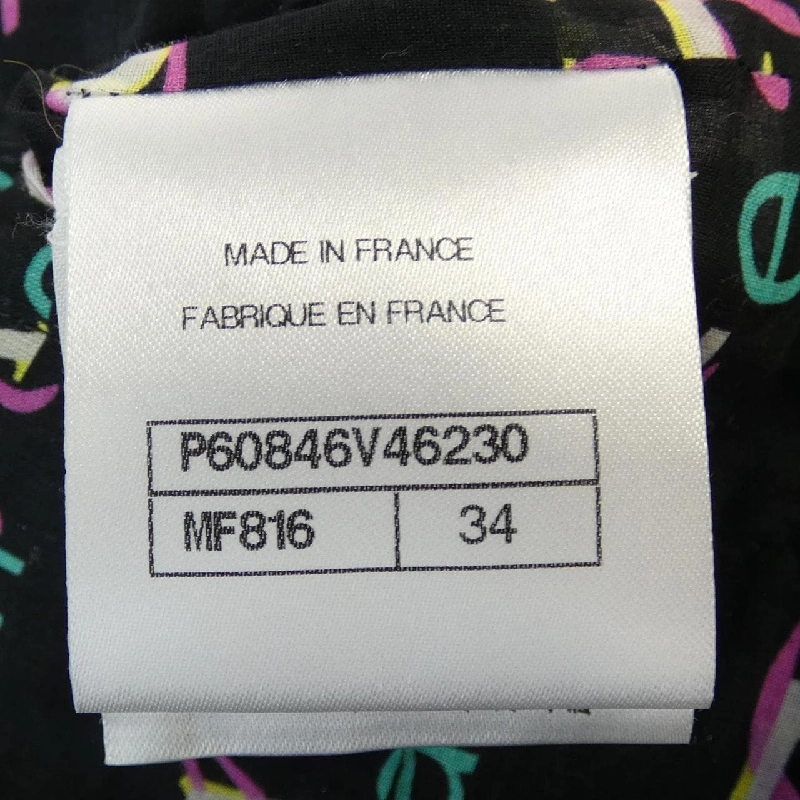 MADE IN FRANCE
FABRIQUE EN FRANCE
P60846V46230
MF816 34
e